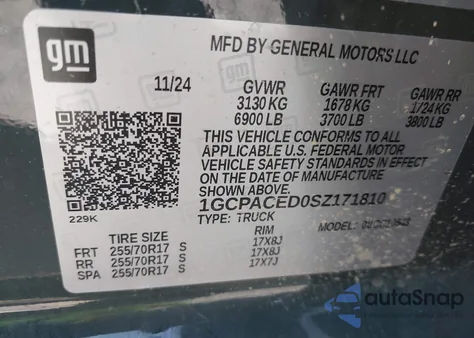 gm
MFD BY GENERAL MOTORS LLC
11/24 GVWR GAWR FRT GAWR RR
3130 KG 1678 KG 1724 KG
6900 LB 3700 LB 3800 LB
THIS VEHICLE CONFORMS TO ALL
APPLICABLE U.S. FEDERAL MOTOR
VEHICLE SAFETY STANDARDS IN EFFECT
ON THE DATE OF MANUFACTURE
SHOWN ABOVE.
1GCPACED0SZ171810
229K
TYPE: TRUCK MODEL:
TIRE SIZE RIM
FRT 255/70R17 S 17X8J
RR 255/70R17 S 17X8J
SPA 255/70R17 S 17X7J
autoSnap